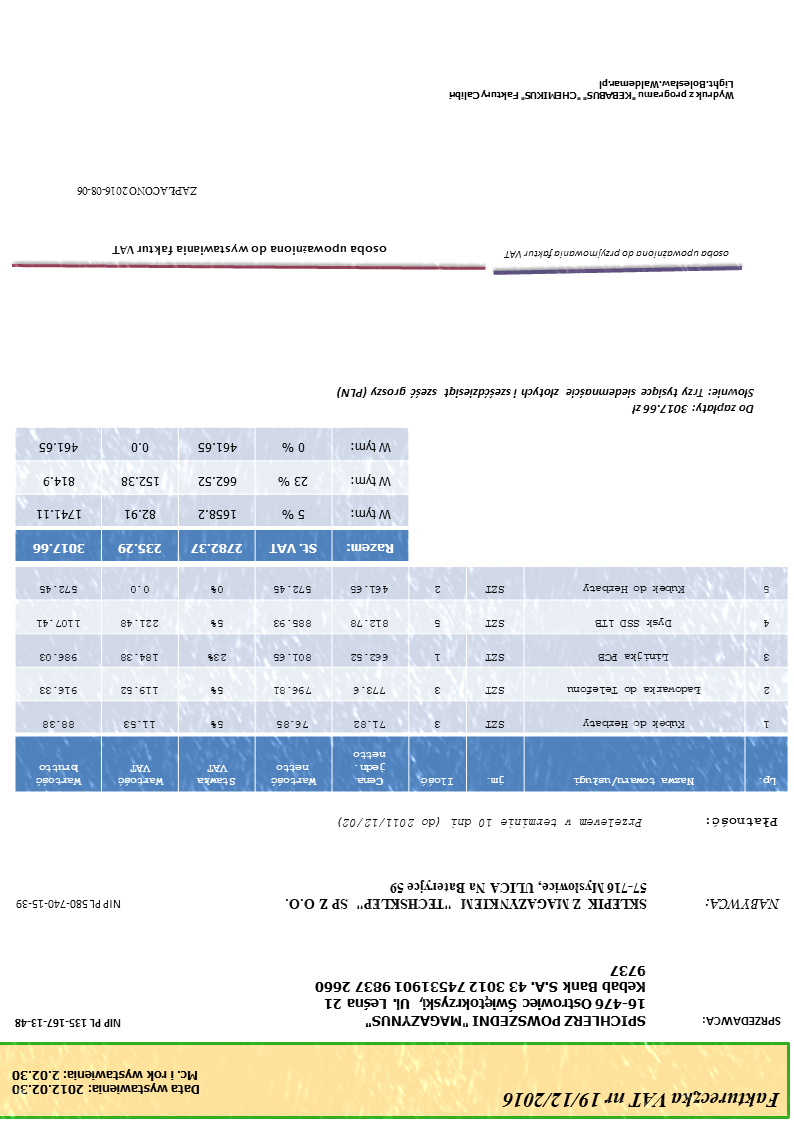 Faktureczka VAT nr 19/12/2016
Data wystawienia: 2012.02.30
Mc. i rok wystawienia: 2.02.30
SPRZEDAWCA: SPICHLERZ POWSZEDNI "MAGAZYNUS" NIP PL 135-167-13-48
16-476 Ostrowiec Świętokrzyski, Ul. Leśna 21
Kebab Bank S.A. 43 3012 74531901 9837 2660
9737
NABYWCA: SKLEPIK Z MAGAZYNKIEM "TECHSKLEP" SP Z O.O. NIP PL 580-740-15-39
57-716 Mysłowice, ULICA Na Bateryjce 59
Płatność: Przelewem w terminie 10 dni (do 2011/12/02)
Lp. Nazwa towaru/usługi jm. Ilość Cena jedn. netto Wartość netto Stawka VAT Wartość VAT Wartość brutto
1 Kubek do Herbaty SZT 3 71.82 76.85 5% 11.53 88.38
2 Ładowarka do Telefonu SZT 3 773.6 796.81 5% 119.52 916.33
3 Linijka PCB SZT 1 662.52 801.65 23% 184.38 986.03
4 Dysk SSD 1TB SZT 5 812.78 885.93 5% 221.48 1107.41
5 Kubek do Herbaty SZT 2 461.65 572.45 0% 0.0 572.45
Razem: St. VAT 2782.37 235.29 3017.66
W tym: 5 % 1658.2 82.91 1741.11
W tym: 23 % 662.52 152.38 814.9
W tym: 0 % 461.65 0.0 461.65
Do zapłaty: 3017.66 zł
Słownie: Trzy tysiące siedemnaście złotych i sześćdziesiąt sześć groszy (PLN)
osoba upoważniona do przyjmowania faktur VAT
osoba upoważniona do wystawiania faktur VAT
ZAPŁACONO 2016-08-06
Wydruk z programu "KEBABUS" "CHEMIKUS" Faktury Calibri
Light.Bolesław.Waldemar.pl